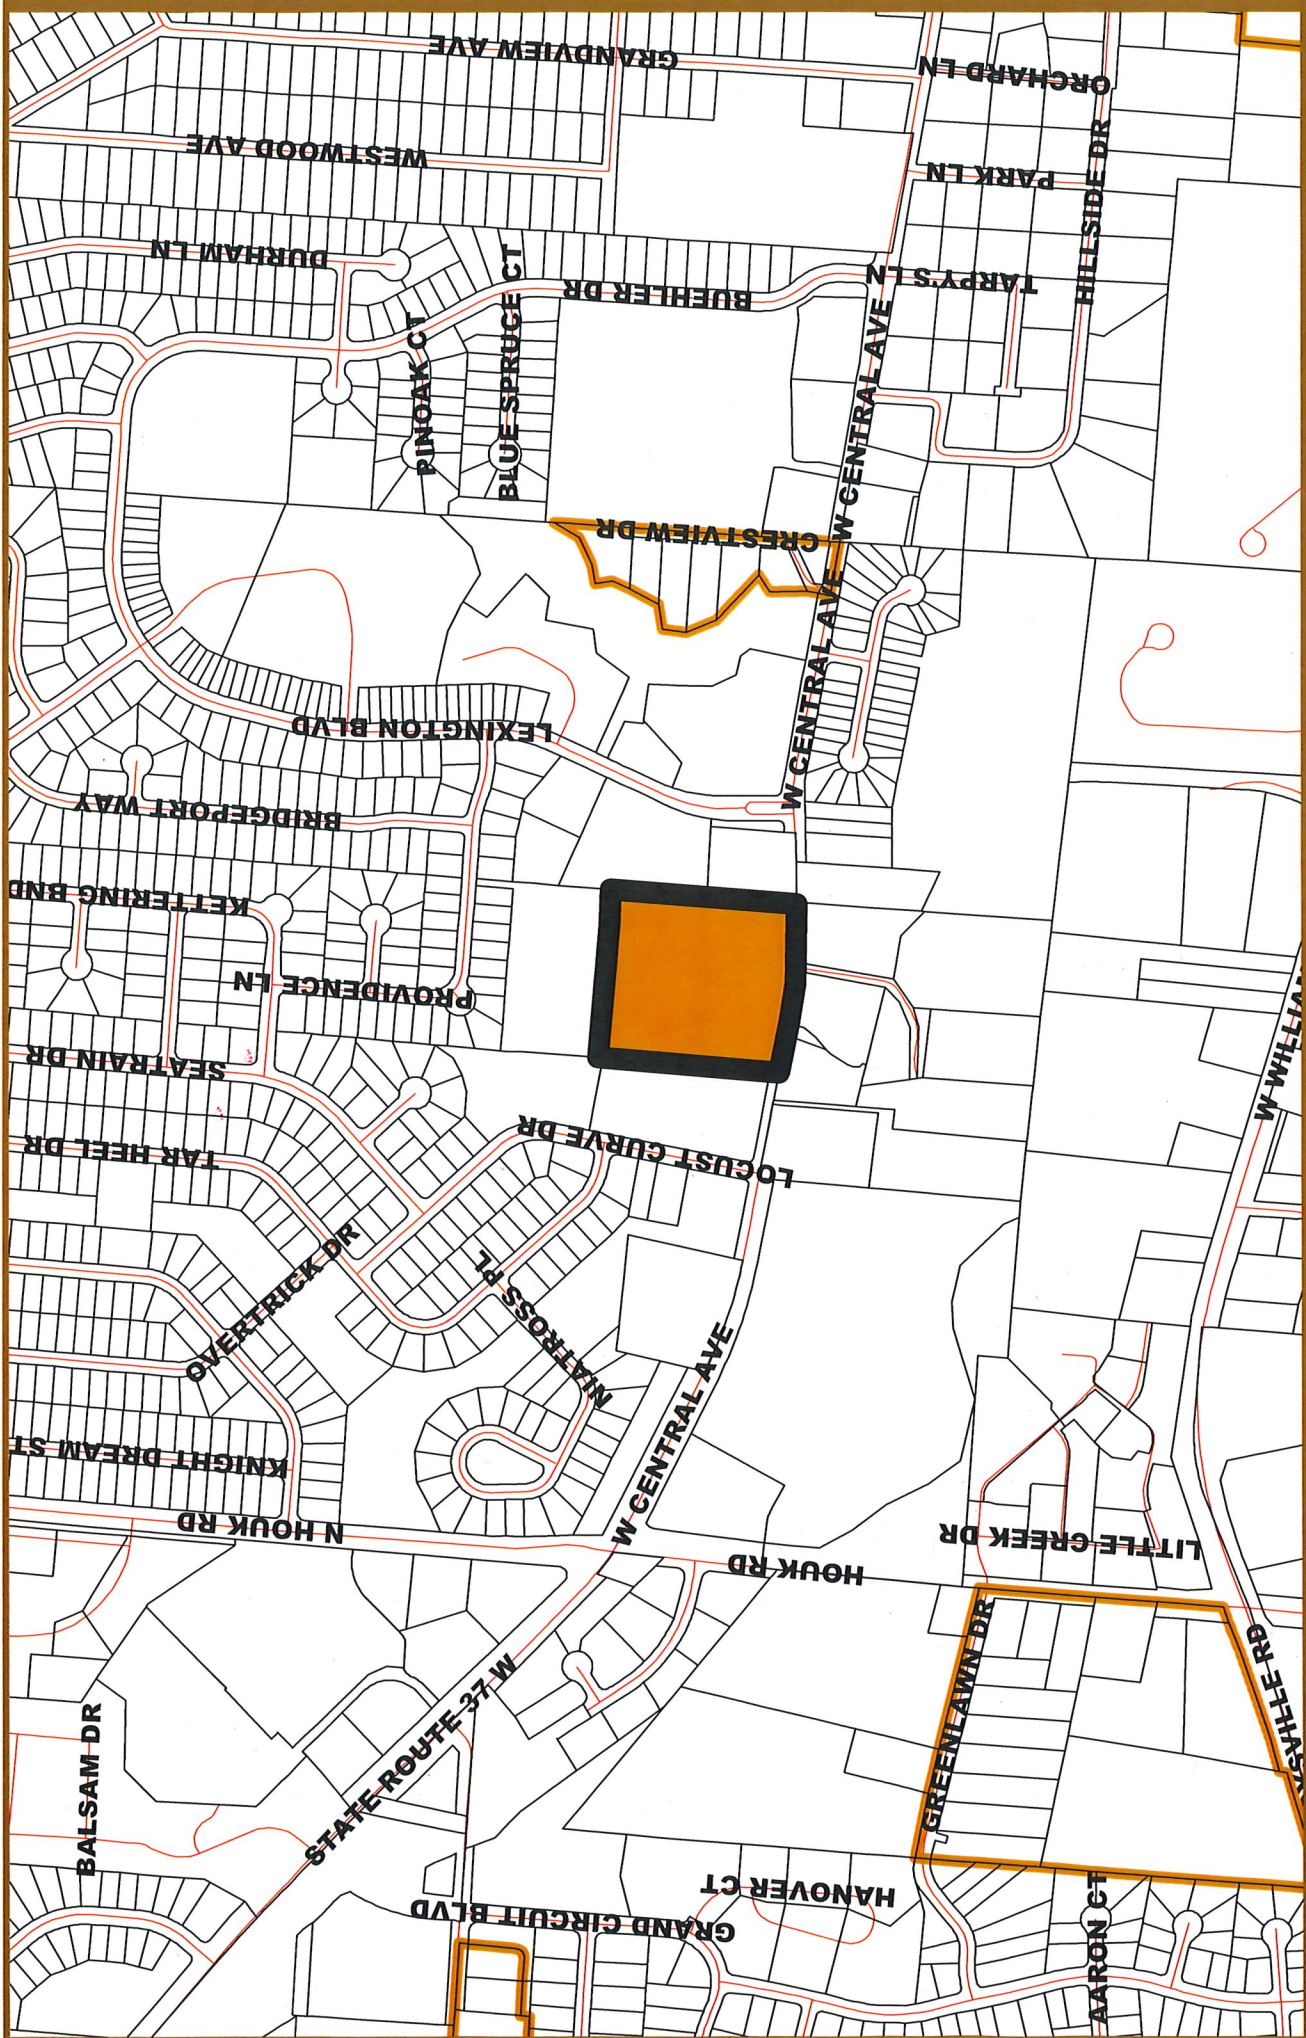 GRANDVIEW AVE
ORCHARD LN
WESTWOOD AVE
PARK LN
HILLSIDE DR
DURHAM LN
BLUE SPRUCE CT
BUEHLER DR
TARPY'S LN
PINOAK CT
W CENTRAL AVE
CRESTVIEW DR
W CENTRAL AVE
LEXINGTON BLVD
W CENTRAL AVE
BRIDGEPORT WAY
KETTERING BND
PROVIDENCE LN
SEATRAIN DR
TAR HEEL DR
LOCUST CURVE DR
OVERTRICK DR
NIATROSS PL
W CENTRAL AVE
KNIGHT DREAM ST
N HOUK RD
HOUK RD
LITTLE CREEK DR
GREENLAWN DR
STATE ROUTE 37 W
BALSAM DR
HANOVER CT
GRAND CIRCUIT BLVD
AARON CT